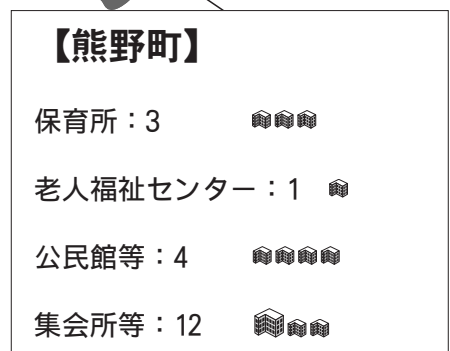 【熊野町】
保育所：3
老人福祉センター：1
公民館等：4
集会所等：12